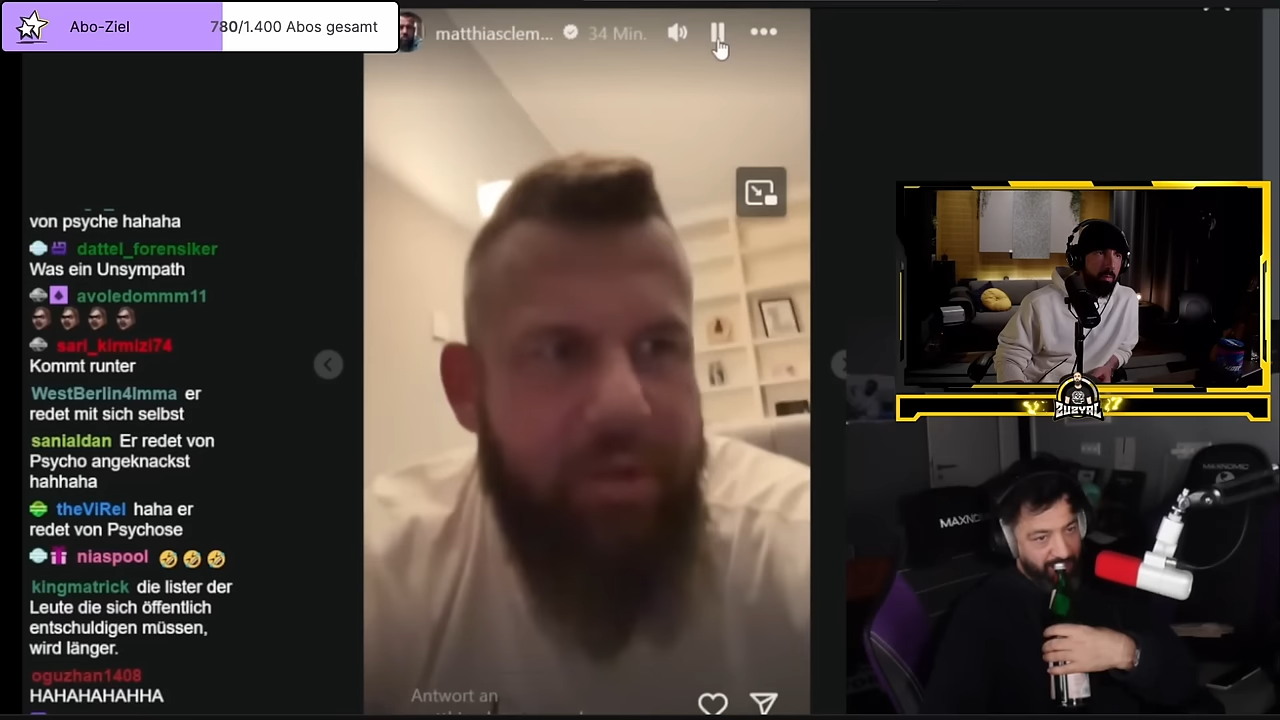 Abo-Ziel
780/1.400 Abos gesamt
matthiasclem... 34 Min.
von psyche hahaha
dattel_forensiker
Was ein Unsympath
avoledommm11
sari_kirmizi74
Kommt runter
WestBerlin4Imma er
redet mit sich selbst
sanialdan Er redet von
Psycho angeknackst
hahhaha
theVIRel haha er
redet von Psychose
niaspool
kingmatrick die lister der
Leute die sich öffentlich
entschuldigen müssen,
wird länger.
oguzhan1408
HAHAHAHAHHA
Antwort an
ZUZYAL
MAXNOMIC